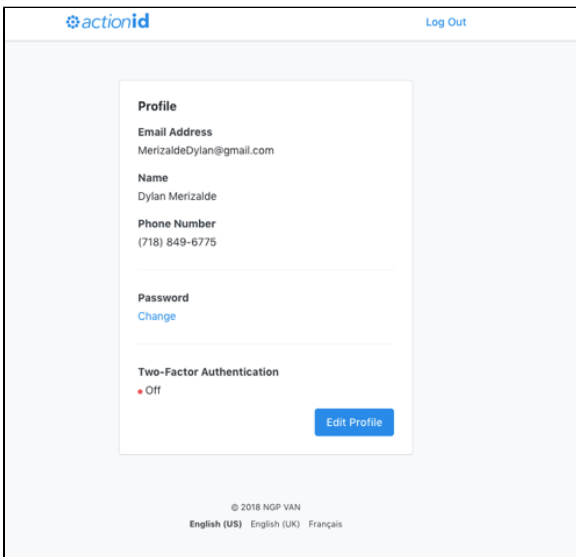 actionid
Log Out
Profile
Email Address
MerizaldeDylan@gmail.com
Name
Dylan Merizalde
Phone Number
(718) 849-6775
Password
Change
Two-Factor Authentication
Off
Edit Profile
© 2018 NGP VAN
English (US) English (UK) Français